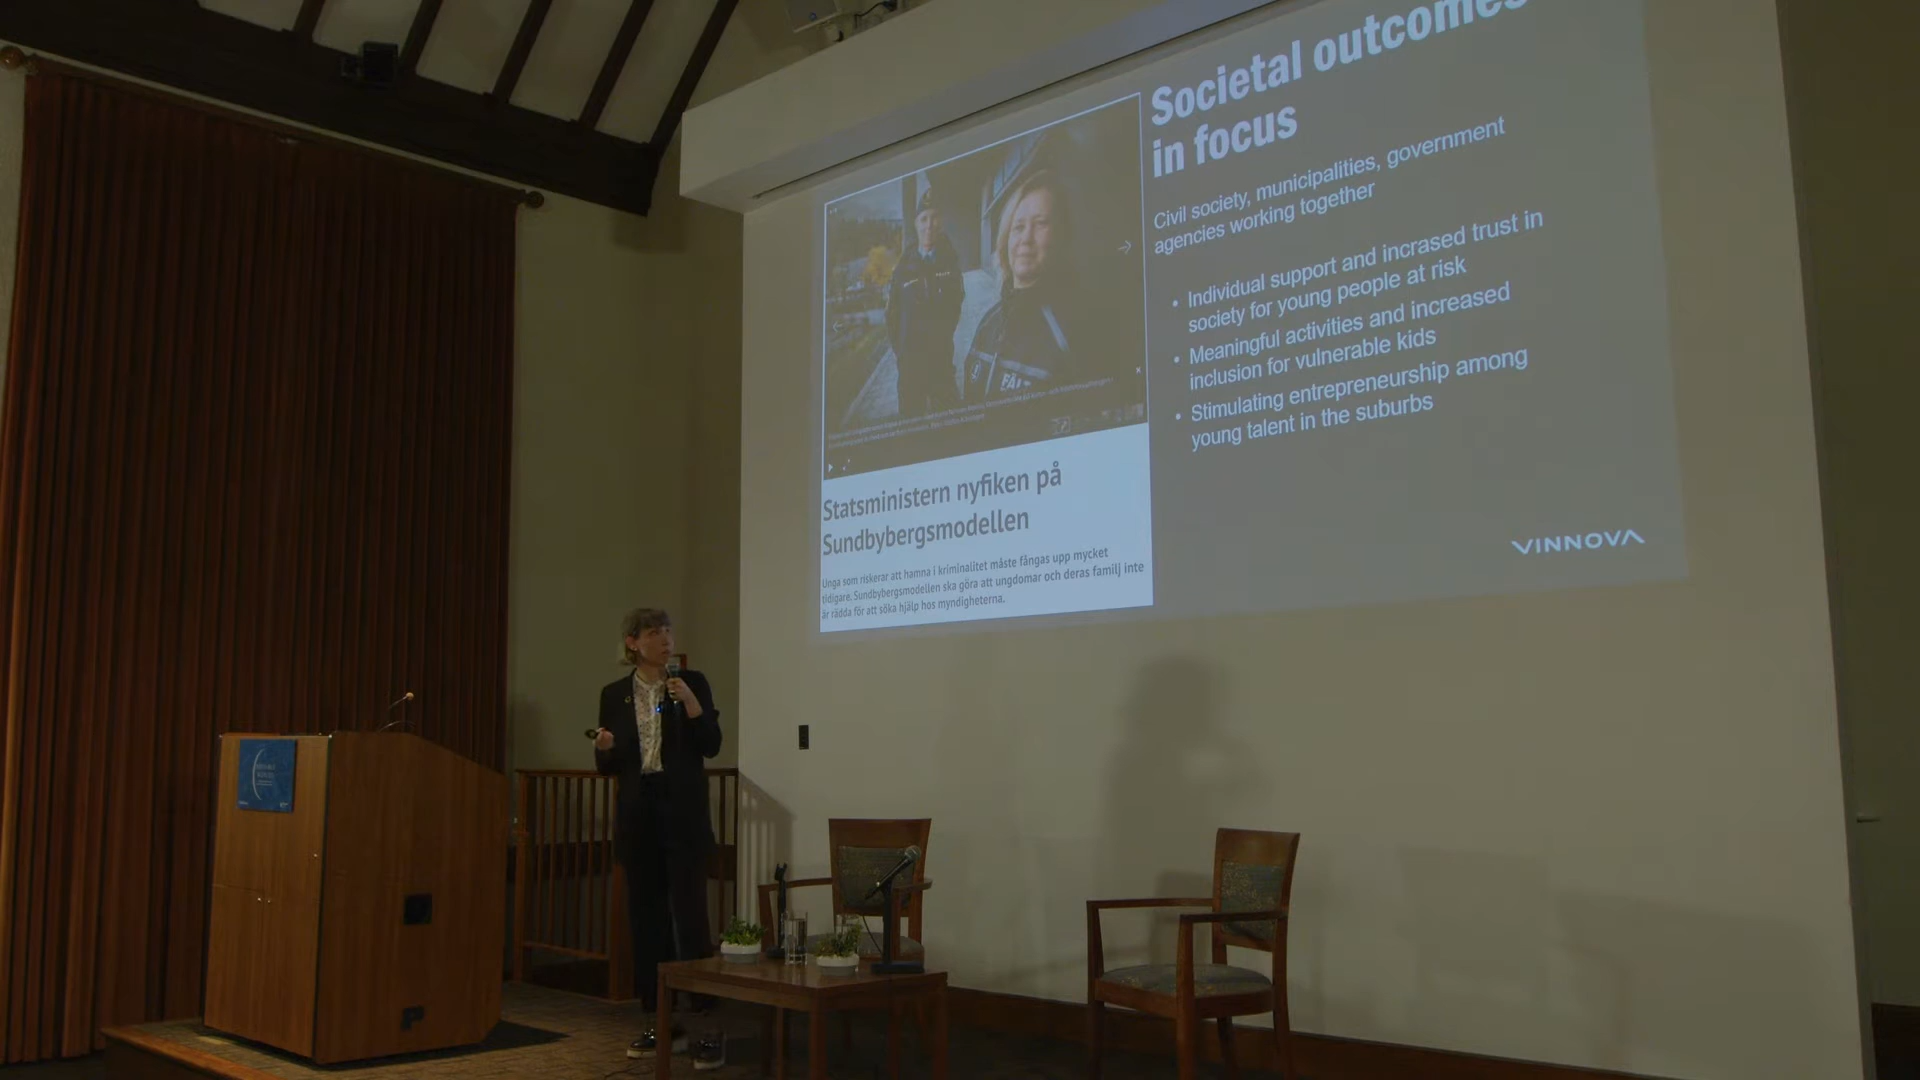 Societal outcomes
in focus
Civil society, municipalities, government
agencies working together
• Individual support and incrased trust in
society for young people at risk
• Meaningful activities and increased
inclusion for vulnerable kids
• Stimulating entrepreneurship among
young talent in the suburbs
Statsministern nyfiken på
Sundbybergsmodellen
Unga som riskerar att hamna i kriminalitet måste fångas upp mycket
tidigare. Sundbybergsmodellen ska göra att ungdomar och deras familj inte
är rädda för att söka hjälp hos myndigheterna.
VINNOVA